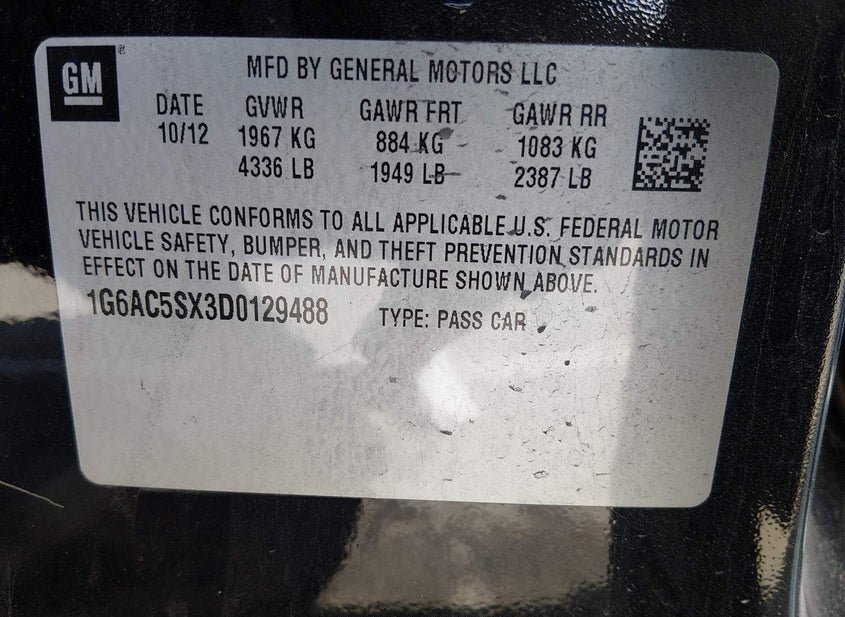 GM
MFD BY GENERAL MOTORS LLC
DATE GVWR GAWR FRT GAWR RR
10/12 1967 KG 884 KG 1083 KG
4336 LB 1949 LB 2387 LB
THIS VEHICLE CONFORMS TO ALL APPLICABLE U.S. FEDERAL MOTOR
VEHICLE SAFETY, BUMPER, AND THEFT PREVENTION STANDARDS IN
EFFECT ON THE DATE OF MANUFACTURE SHOWN ABOVE.
1G6AC5SX3D0129488 TYPE: PASS CAR